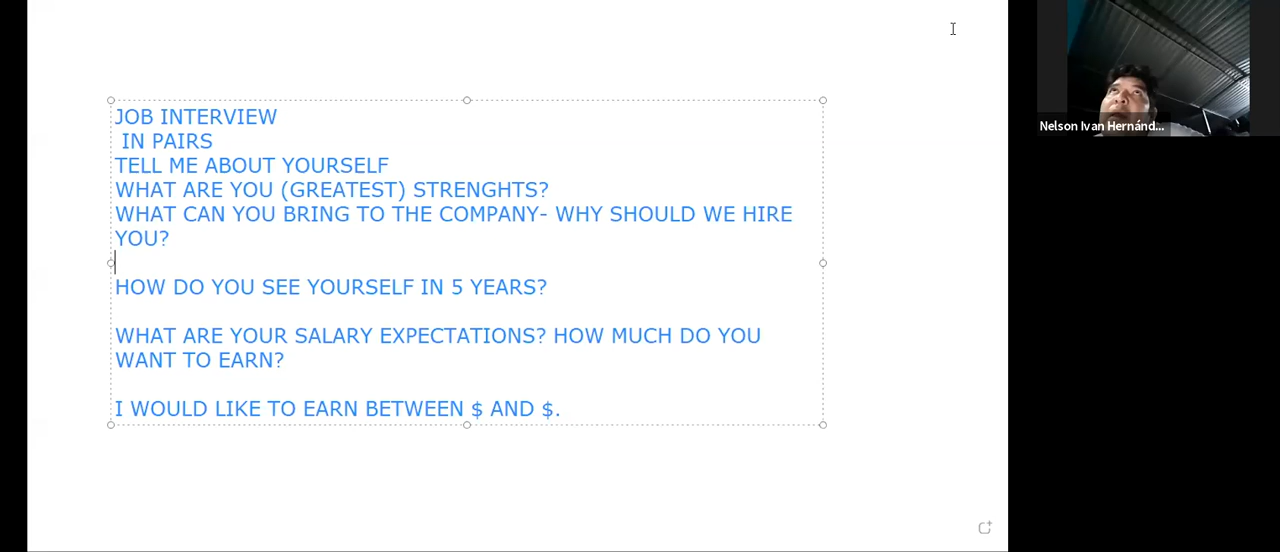 JOB INTERVIEW
IN PAIRS
TELL ME ABOUT YOURSELF
WHAT ARE YOU (GREATEST) STRENGHTS?
WHAT CAN YOU BRING TO THE COMPANY- WHY SHOULD WE HIRE
YOU?
HOW DO YOU SEE YOURSELF IN 5 YEARS?
WHAT ARE YOUR SALARY EXPECTATIONS? HOW MUCH DO YOU
WANT TO EARN?
I WOULD LIKE TO EARN BETWEEN $ AND $.
Nelson Ivan Hernánd...